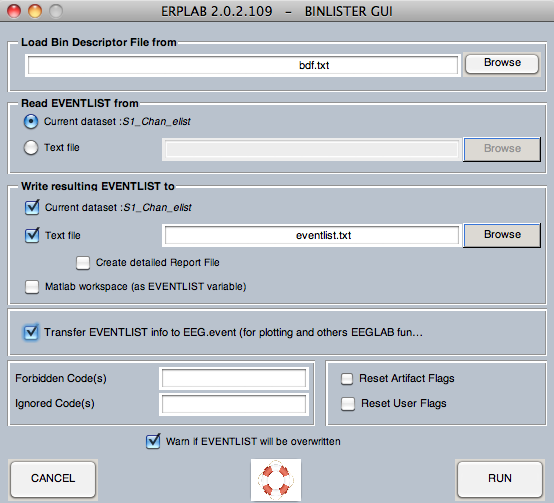 ERPLAB 2.0.2.109 - BINLISTER GUI
Load Bin Descriptor File from
bdf.txt
Browse
Read EVENTLIST from
Current dataset :S1_Chan_elist
Text file
Browse
Write resulting EVENTLIST to
Current dataset :S1_Chan_elist
Text file
eventlist.txt
Browse
Create detailed Report File
Matlab workspace (as EVENTLIST variable)
Transfer EVENTLIST info to EEG.event (for plotting and others EEGLAB fun...
Forbidden Code(s)
Ignored Code(s)
Reset Artifact Flags
Reset User Flags
Warn if EVENTLIST will be overwritten
CANCEL
RUN